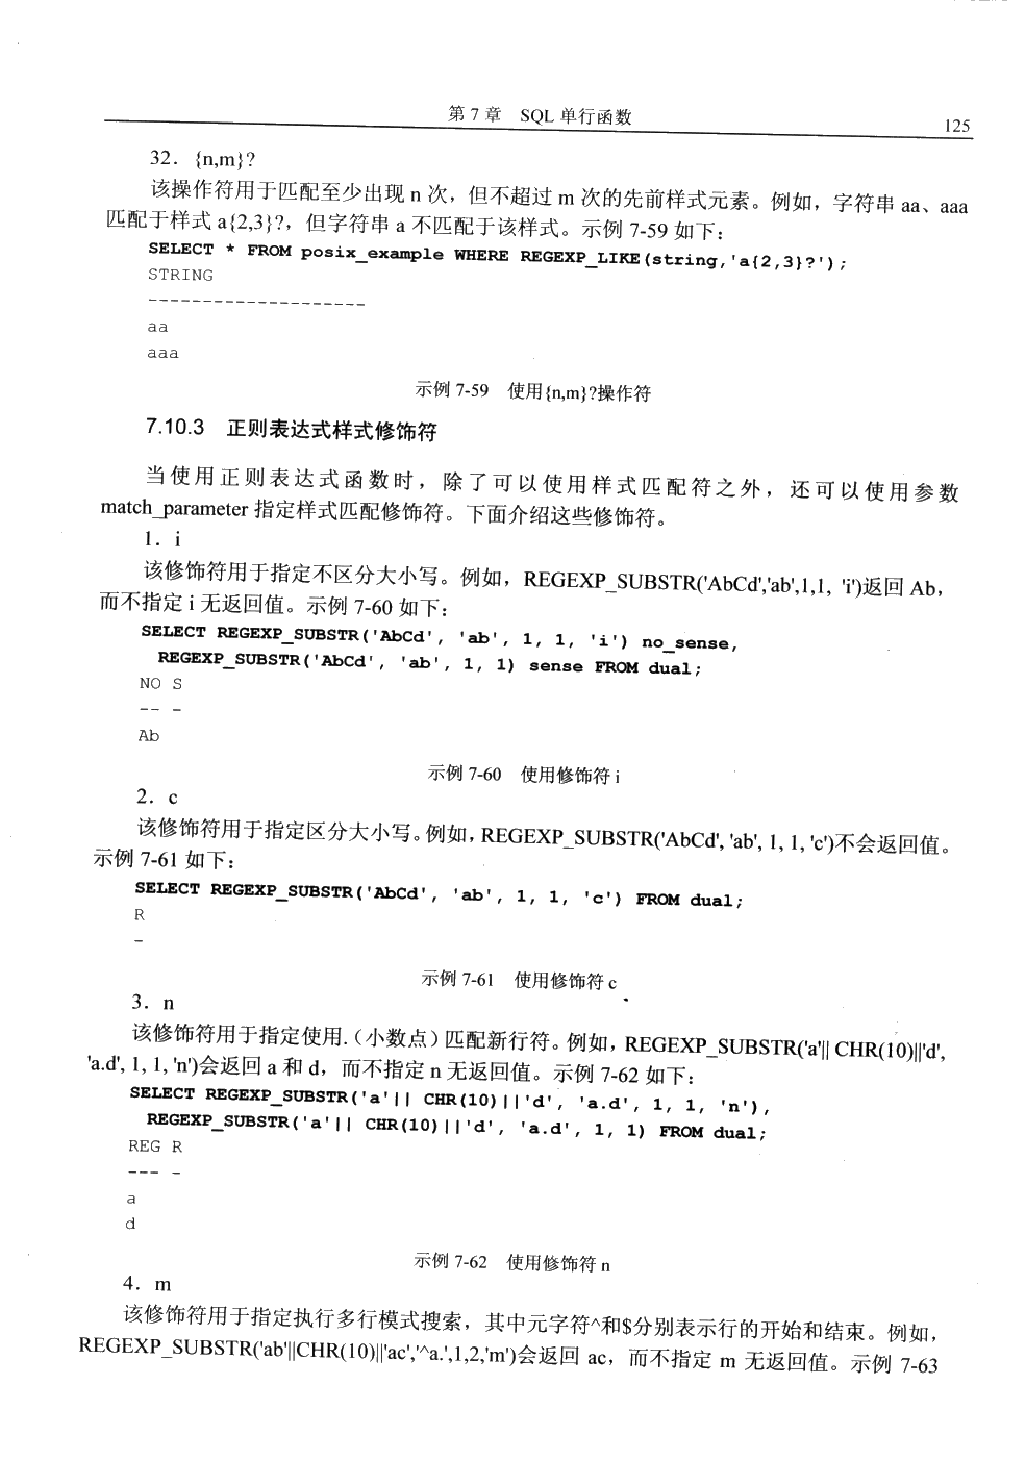 第 7 章 SQL 单行函数
125
32．{n,m}?
该操作符用于匹配至少出现 n 次，但不超过 m 次的先前样式元素。例如，字符串 aa、aaa
匹配于样式 a{2,3}?，但字符串 a 不匹配于该样式。示例 7-59 如下：
SELECT * FROM posix_example WHERE REGEXP_LIKE(string,'a{2,3}?');
STRING
--------------------
aa
aaa
示例 7-59 使用{n,m}?操作符
7.10.3 正则表达式样式修饰符
当使用正则表达式函数时，除了可以使用样式匹配符之外，还可以使用参数
match_parameter 指定样式匹配修饰符。下面介绍这些修饰符。
1．i
该修饰符用于指定不区分大小写。例如，REGEXP_SUBSTR('AbCd','ab',1,1, 'i')返回 Ab，
而不指定 i 无返回值。示例 7-60 如下：
SELECT REGEXP_SUBSTR('AbCd', 'ab', 1, 1, 'i') no_sense,
REGEXP_SUBSTR('AbCd', 'ab', 1, 1) sense FROM dual;
NO S
-- -
Ab
示例 7-60 使用修饰符 i
2．c
该修饰符用于指定区分大小写。例如，REGEXP_SUBSTR('AbCd', 'ab', 1, 1, 'c')不会返回值。
示例 7-61 如下：
SELECT REGEXP_SUBSTR('AbCd', 'ab', 1, 1, 'c') FROM dual;
R
-
示例 7-61 使用修饰符 c
3．n
该修饰符用于指定使用.（小数点）匹配新行符。例如，REGEXP_SUBSTR('a'|| CHR(10)||'d',
'a.d', 1, 1, 'n')会返回 a 和 d，而不指定 n 无返回值。示例 7-62 如下：
SELECT REGEXP_SUBSTR('a'|| CHR(10)||'d', 'a.d', 1, 1, 'n'),
REGEXP_SUBSTR('a'|| CHR(10)||'d', 'a.d', 1, 1) FROM dual;
REG R
--- -
a
d
示例 7-62 使用修饰符 n
4．m
该修饰符用于指定执行多行模式搜索，其中元字符^和$分别表示行的开始和结束。例如，
REGEXP_SUBSTR('ab'||CHR(10)||'ac','^a.',1,2,'m')会返回 ac，而不指定 m 无返回值。示例 7-63